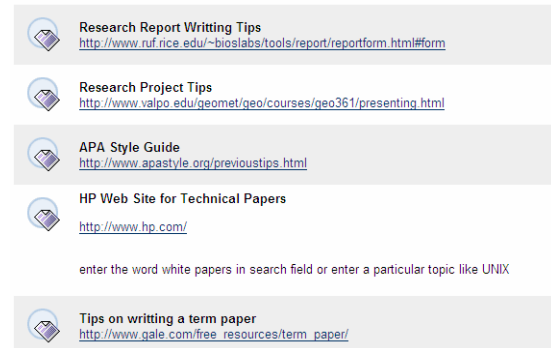 Research Report Writting Tips
http://www.ruf.rice.edu/~bioslabs/tools/report/reportform.html#form
Research Project Tips
http://www.valpo.edu/geomet/geo/courses/geo361/presenting.html
APA Style Guide
http://www.apastyle.org/previoustips.html
HP Web Site for Technical Papers
http://www.hp.com/
enter the word white papers in search field or enter a particular topic like UNIX
Tips on writting a term paper
http://www.gale.com/free_resources/term_paper/